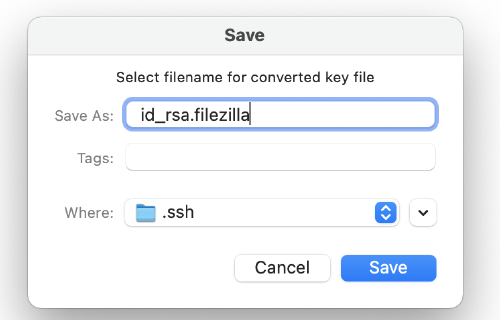 Save
Select filename for converted key file
Save As: id_rsa.filezilla
Tags:
Where: .ssh
Cancel Save